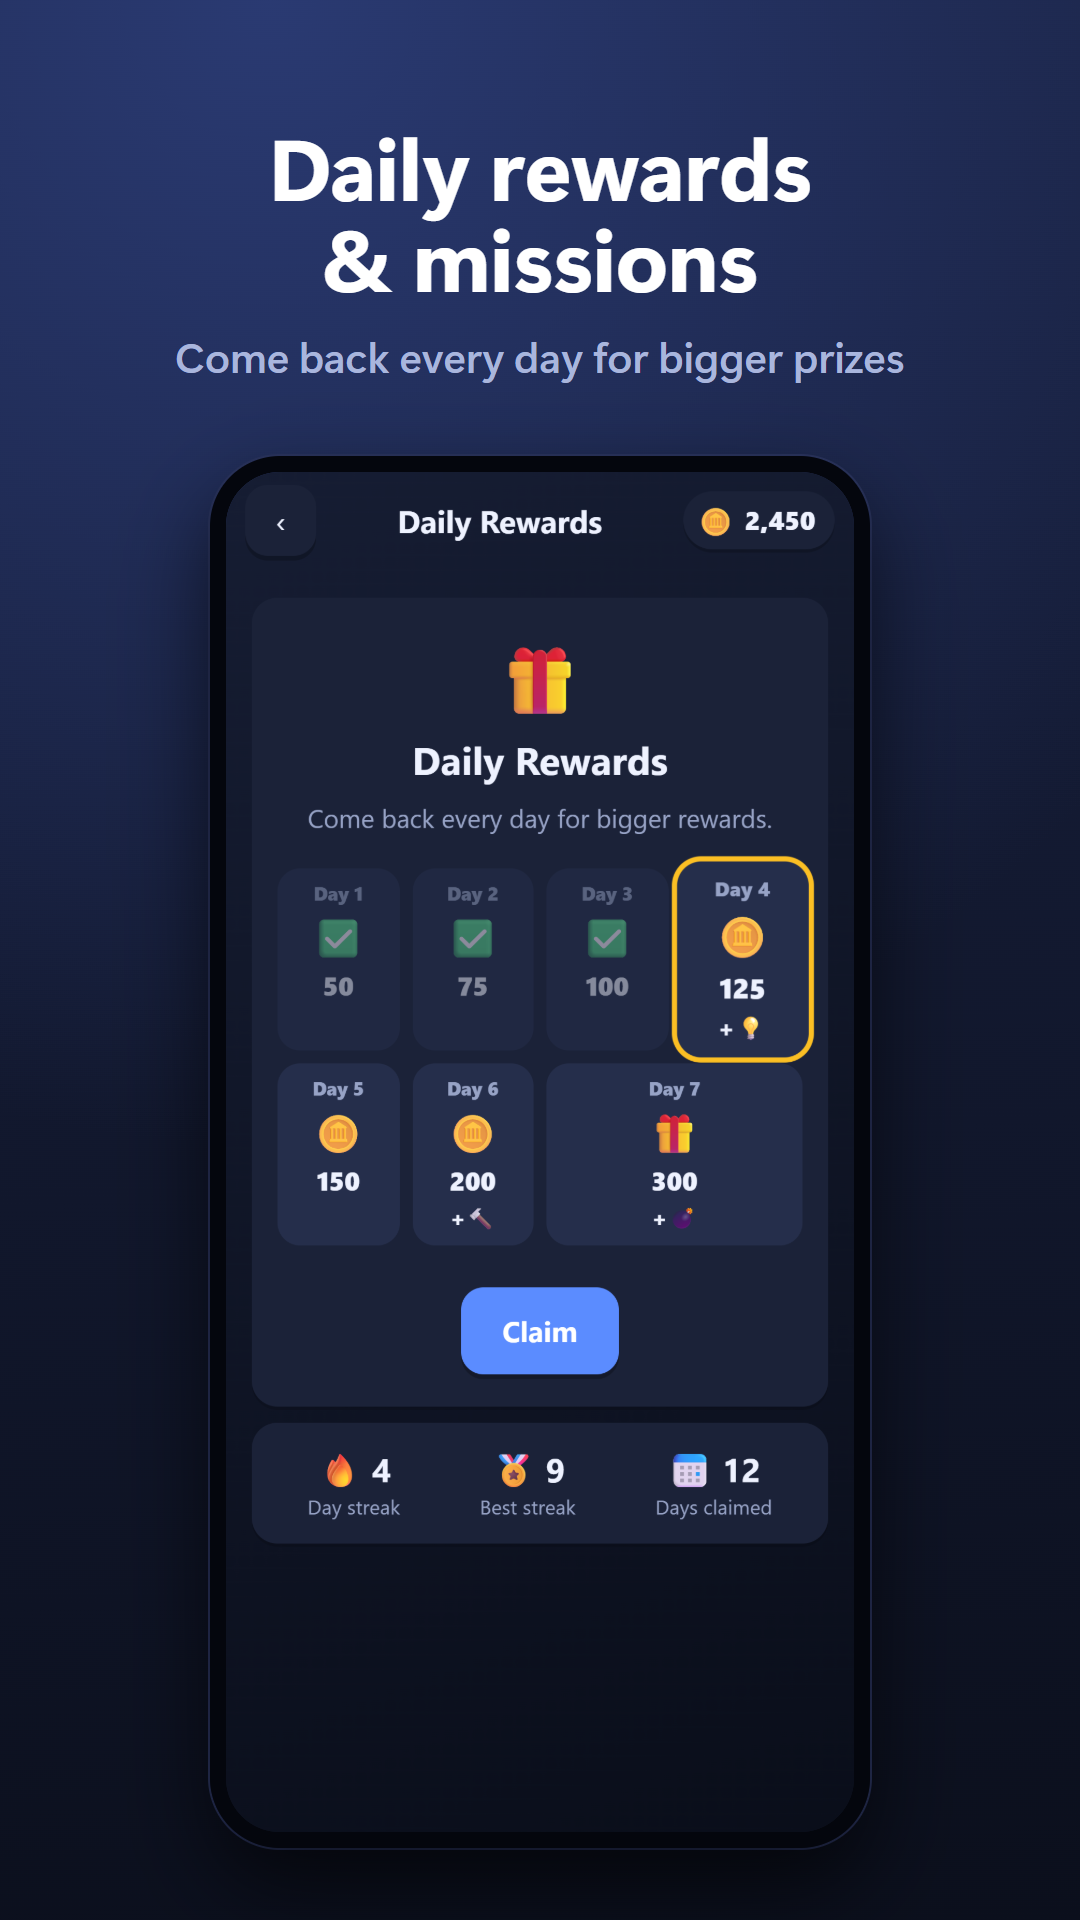 Daily rewards
& missions
Come back every day for bigger prizes
‹ Daily Rewards 2,450
Daily Rewards
Come back every day for bigger rewards.
Day 1 Day 2 Day 3 Day 4
50 75 100 125
+
Day 5 Day 6 Day 7
150 200 300
+ +
Claim
4 9 12
Day streak Best streak Days claimed